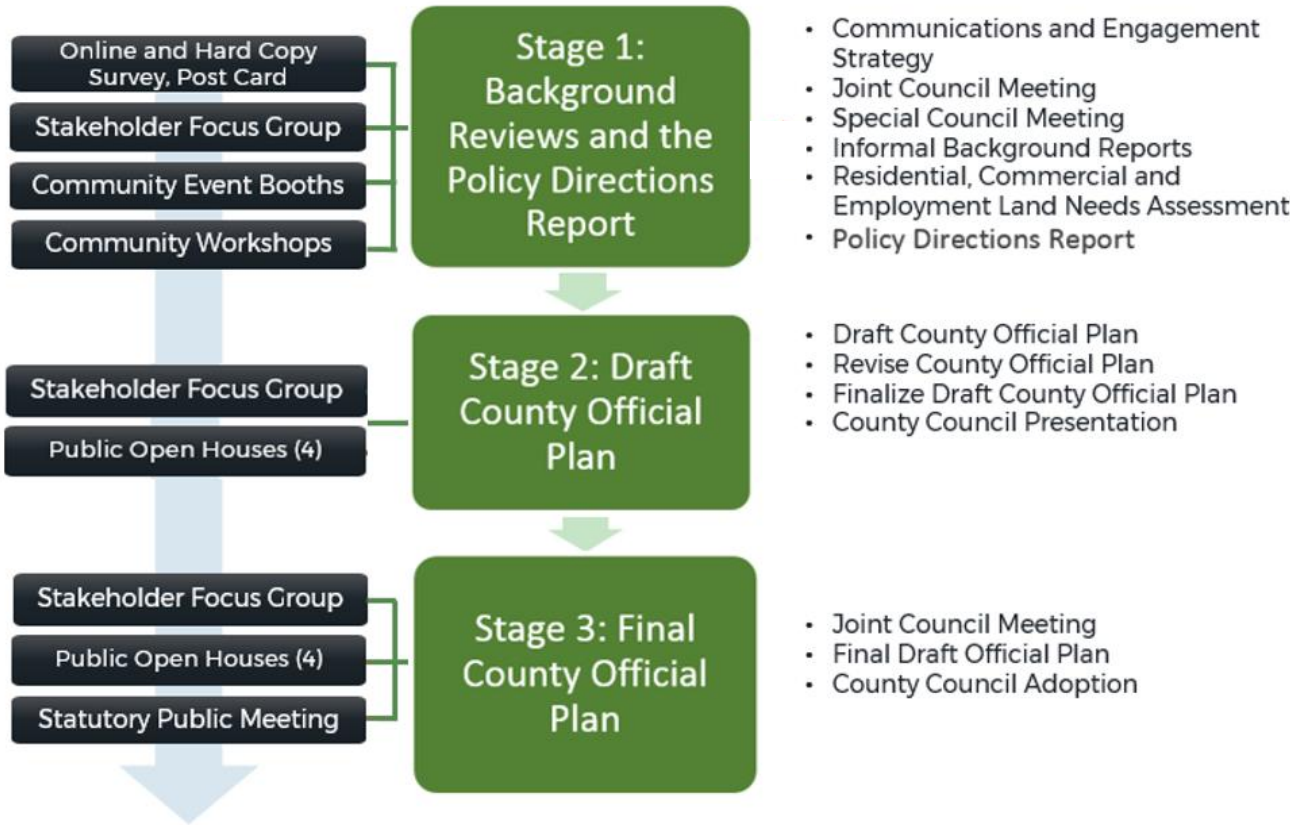 Online and Hard Copy
Survey, Post Card
Stakeholder Focus Group
Community Event Booths
Community Workshops
Stage 1:
Background
Reviews and the
Policy Directions
Report
• Communications and Engagement
Strategy
• Joint Council Meeting
• Special Council Meeting
• Informal Background Reports
• Residential, Commercial and
Employment Land Needs Assessment
• Policy Directions Report
Stakeholder Focus Group
Public Open Houses (4)
Stage 2: Draft
County Official
Plan
• Draft County Official Plan
• Revise County Official Plan
• Finalize Draft County Official Plan
• County Council Presentation
Stakeholder Focus Group
Public Open Houses (4)
Statutory Public Meeting
Stage 3: Final
County Official
Plan
• Joint Council Meeting
• Final Draft Official Plan
• County Council Adoption